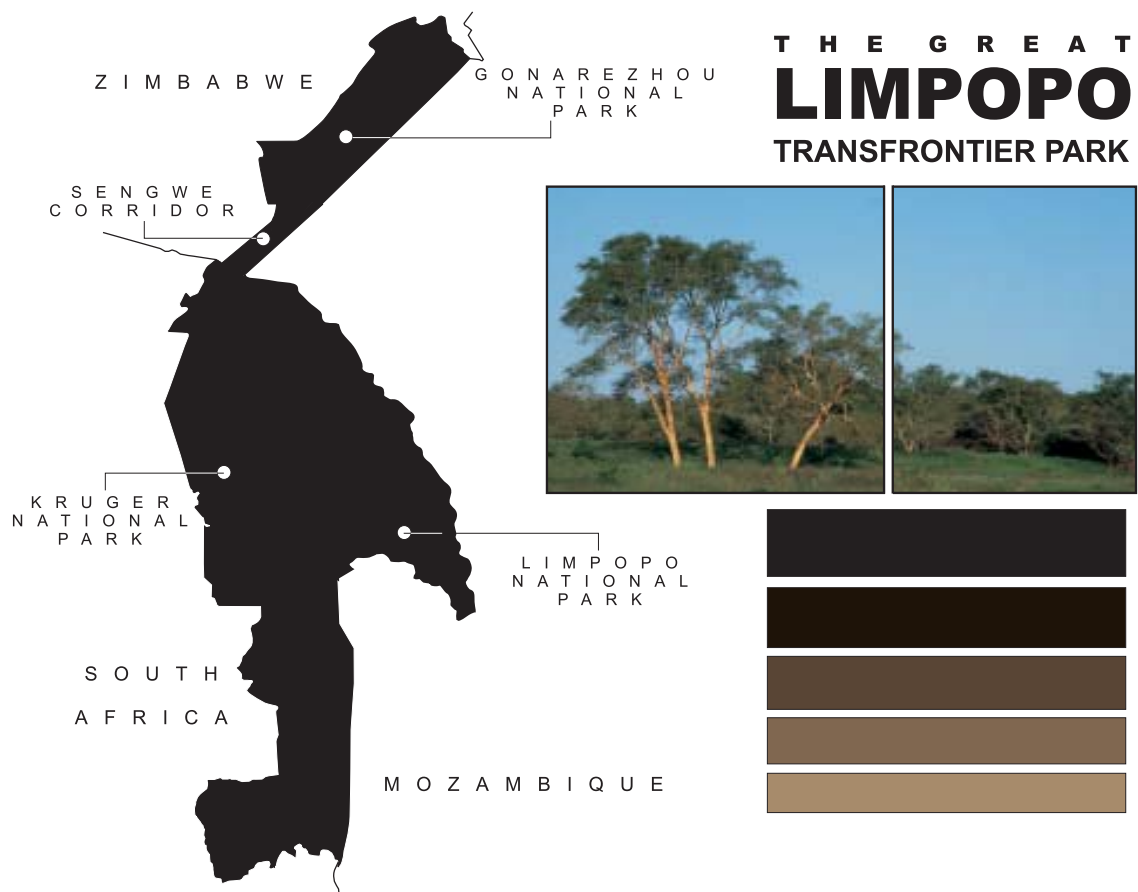 THE GREAT
LIMPOPO
TRANSFRONTIER PARK
ZIMBABWE
GONAREZHOU
NATIONAL
PARK
SENGWE
CORRIDOR
KRUGER
NATIONAL
PARK
LIMPOPO
NATIONAL
PARK
SOUTH
AFRICA
MOZAMBIQUE